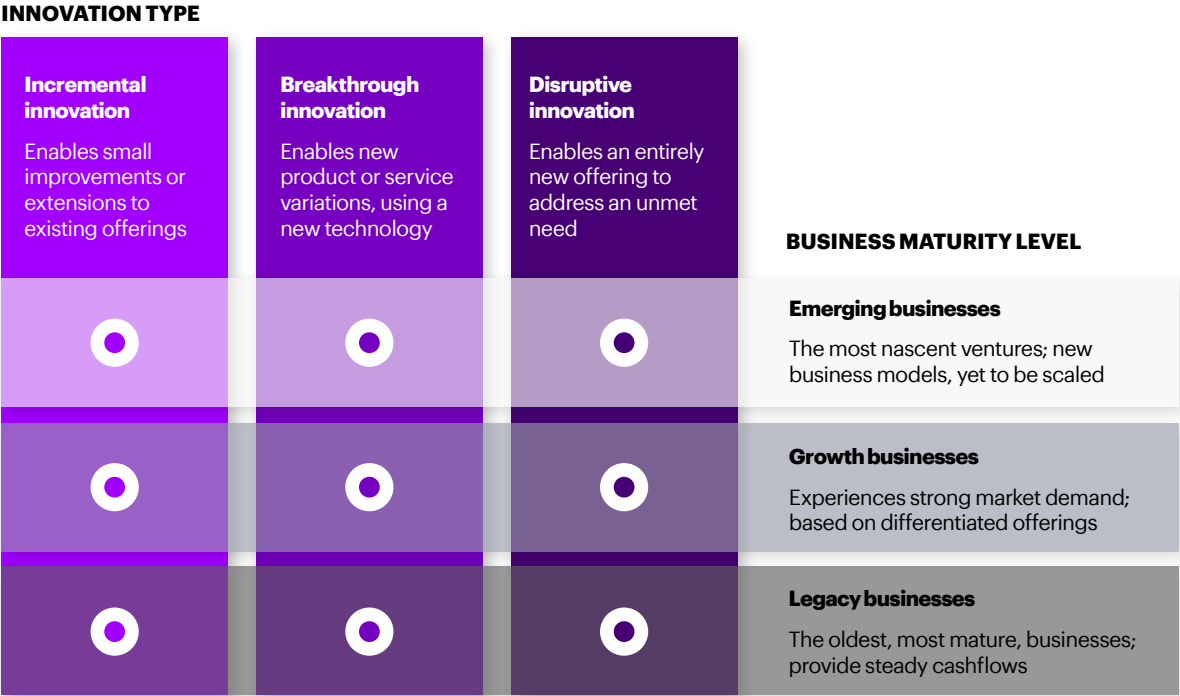 INNOVATION TYPE
Incremental
innovation
Enables small
improvements or
extensions to
existing offerings
Breakthrough
innovation
Enables new
product or service
variations, using a
new technology
Disruptive
innovation
Enables an entirely
new offering to
address an unmet
need
BUSINESS MATURITY LEVEL
Emerging businesses
The most nascent ventures; new
business models, yet to be scaled
Growth businesses
Experiences strong market demand;
based on differentiated offerings
Legacy businesses
The oldest, most mature, businesses;
provide steady cashflows